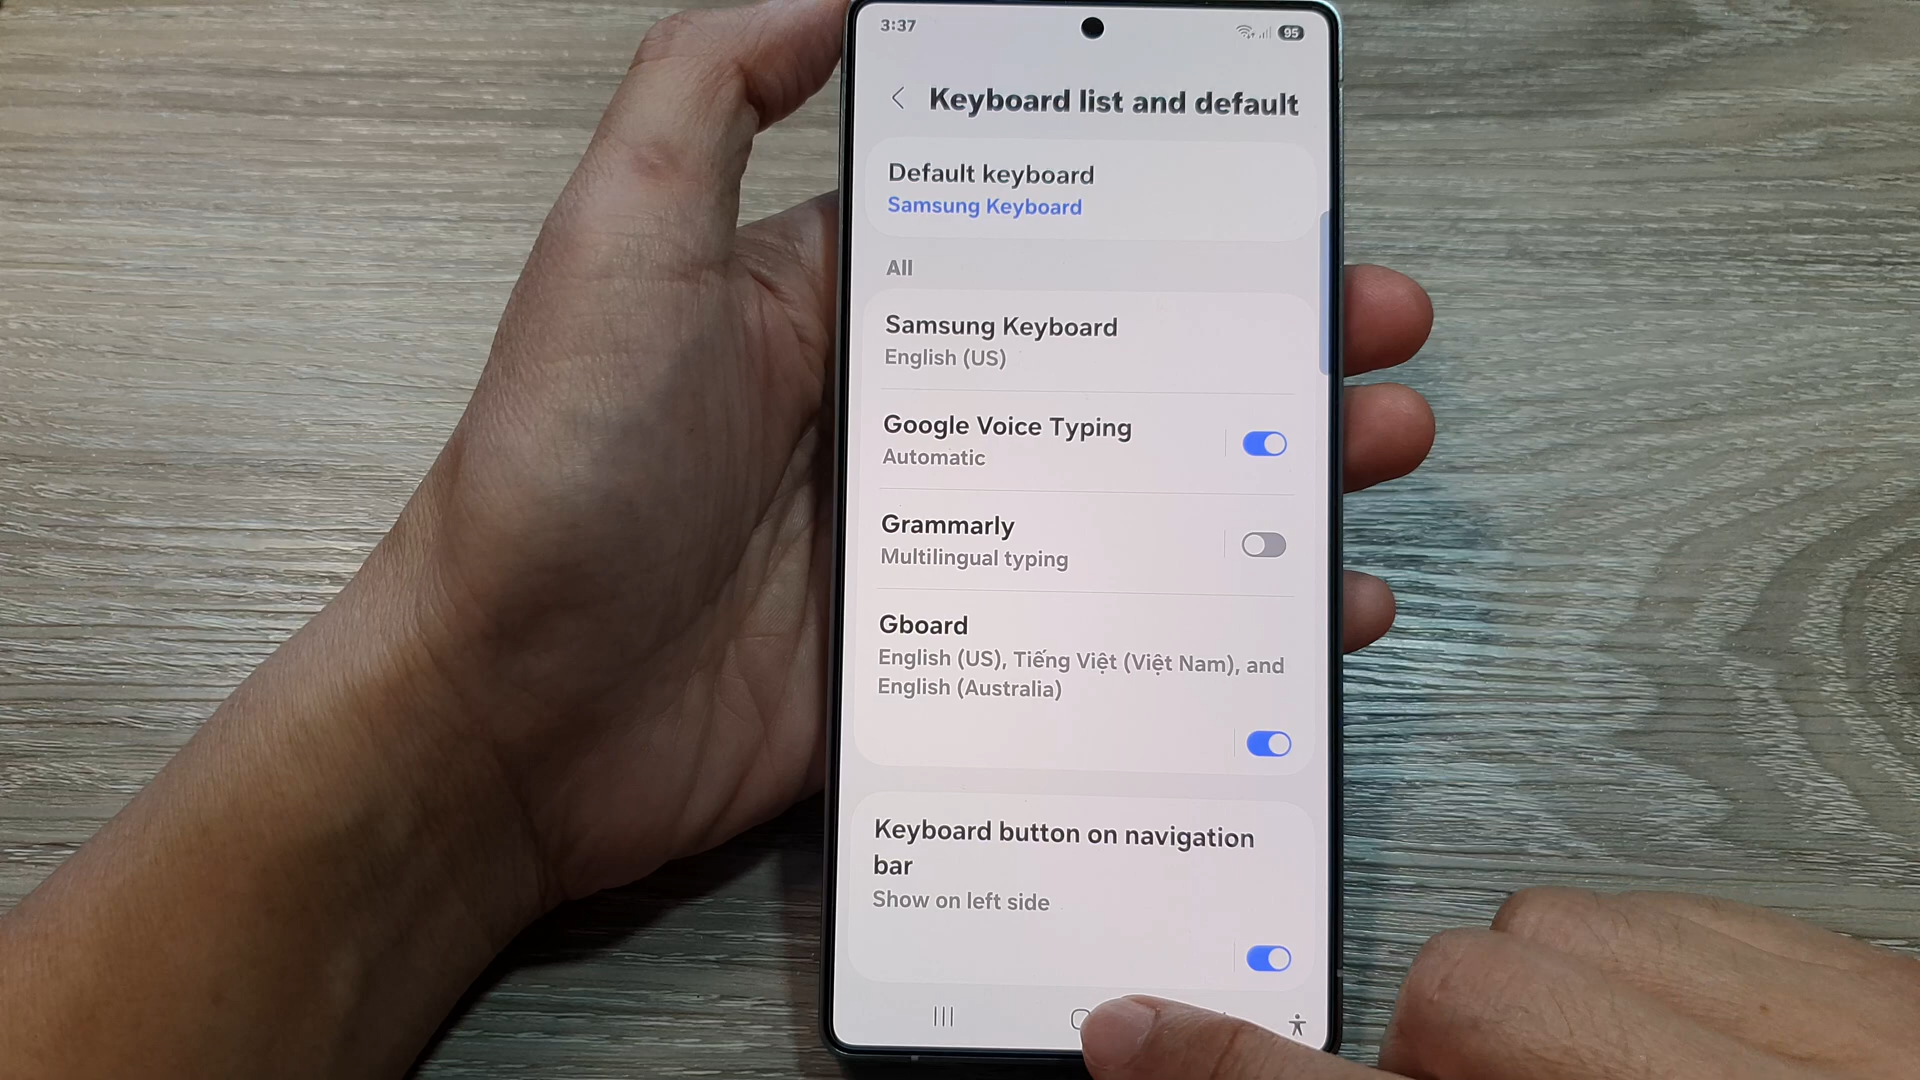 3:37
95
Keyboard list and default
Default keyboard
Samsung Keyboard
All
Samsung Keyboard
English (US)
Google Voice Typing
Automatic
Grammarly
Multilingual typing
Gboard
English (US), Tiếng Việt (Việt Nam), and
English (Australia)
Keyboard button on navigation
bar
Show on left side